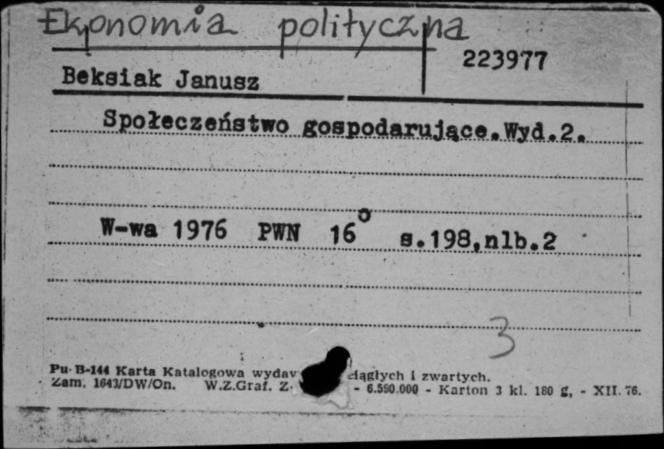 Ekonomia polityczna
223977
Beksiak Janusz
Społeczeństwo gospodarujące.Wyd.2.
W-wa 1976 PWN 16° s.198,nlb.2
3
Pu-B-144 Karta Katalogowa wydaw ciągłych i zwartych.
Zam. 1643/DW/On. W.Z.Graf. Z. - 6.590.000 - Karton 3 kl. 180 g, - XII. 76.